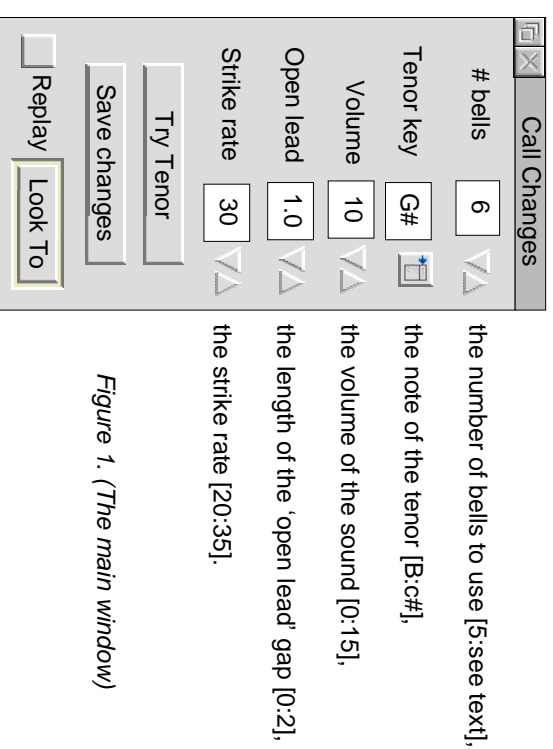 Call Changes
# bells 6 the number of bells to use [5:see text],
Tenor key G# the note of the tenor [B:c#],
Volume 10 the volume of the sound [0:15],
Open lead 1.0 the length of the ‘open lead’ gap [0:2],
Strike rate 30 the strike rate [20:35].
Try Tenor
Save changes
Figure 1. (The main window)
Replay Look To